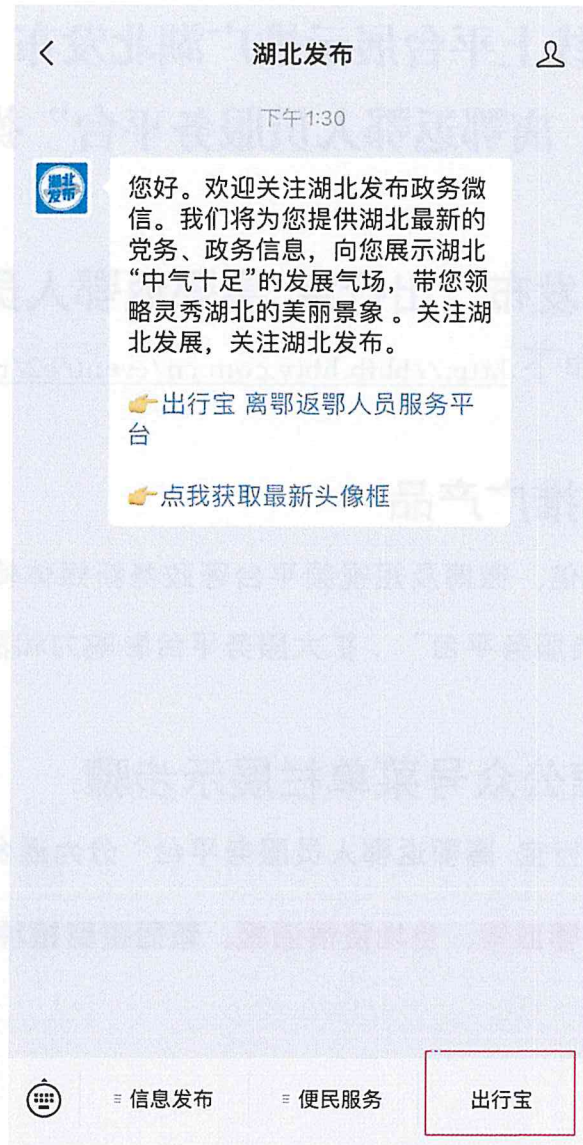 湖北发布
下午1:30
湖北
发布
您好。欢迎关注湖北发布政务微
信。我们将为您提供湖北最新的
党务、政务信息，向您展示湖北
“中气十足”的发展气场，带您领
略灵秀湖北的美丽景象。关注湖
北发展，关注湖北发布。
👉出行宝 离鄂返鄂人员服务平
台
👉点我获取最新头像框
信息发布
便民服务
出行宝